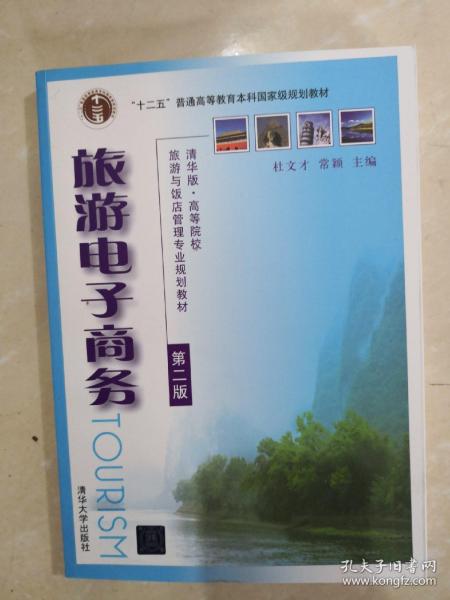 “十二五”普通高等教育本科国家级规划教材
杜文才 常颖 主编
清华版·高等院校
旅游与饭店管理专业规划教材
旅游电子商务
第二版
TOURISM
清华大学出版社
孔夫子旧书网
www.kongfz.com